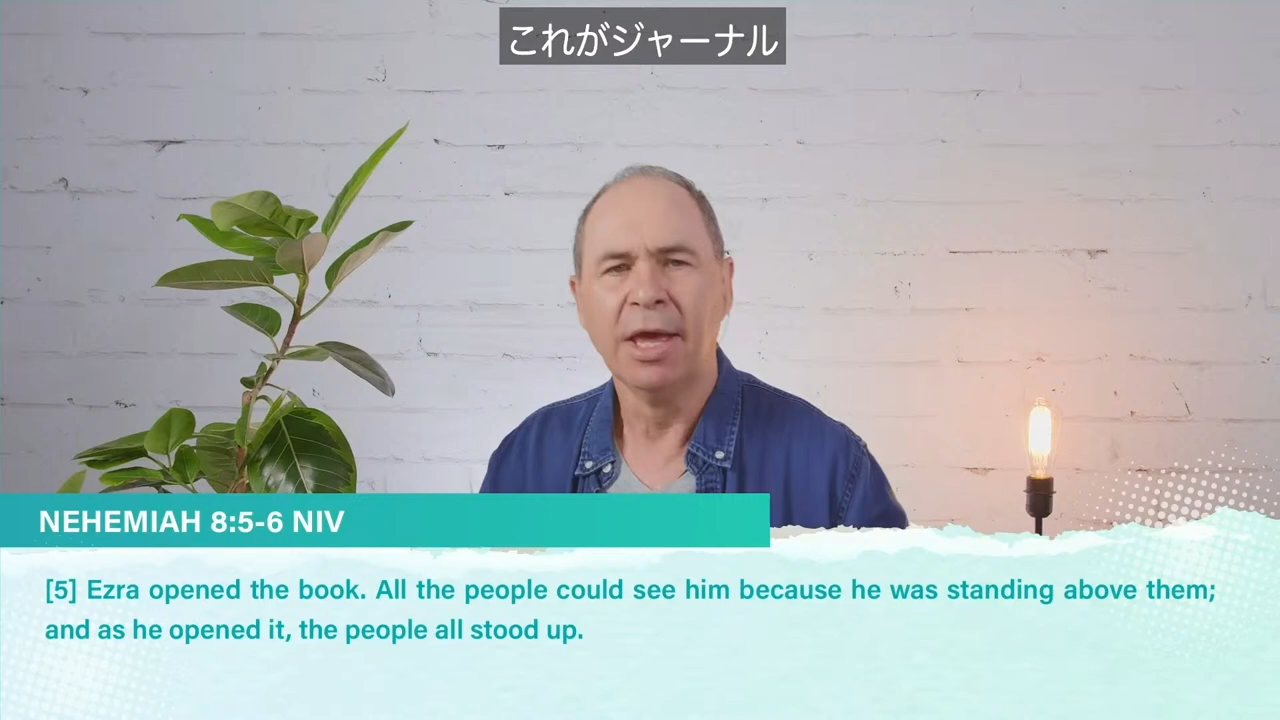 これがジャーナル
NEHEMIAH 8:5-6 NIV
[5] Ezra opened the book. All the people could see him because he was standing above them;
and as he opened it, the people all stood up.